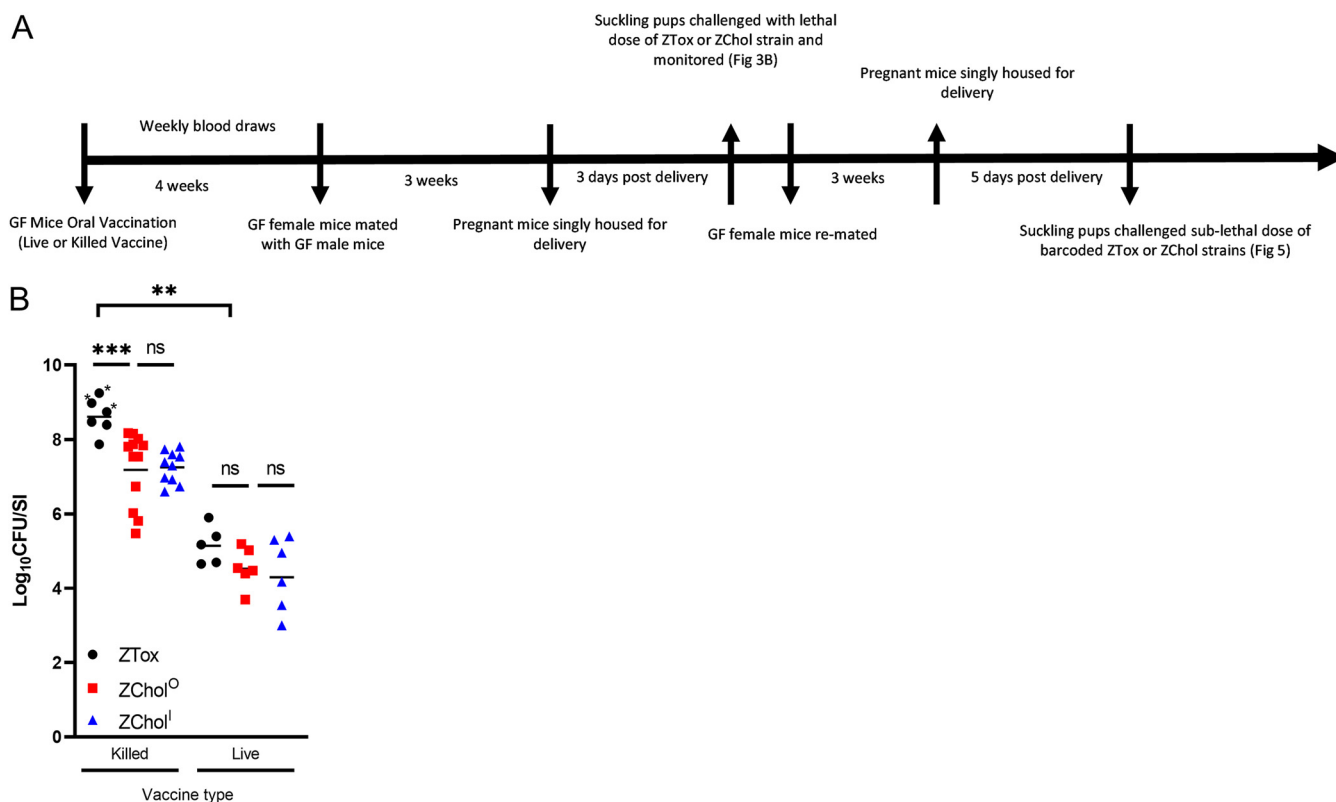 A
Suckling pups challenged with lethal
dose of ZTox or ZChol strain and
monitored (Fig 3B)
Pregnant mice singly housed for
delivery
Weekly blood draws
4 weeks
3 weeks
3 days post delivery
3 weeks
5 days post delivery
GF Mice Oral Vaccination
(Live or Killed Vaccine)
GF female mice mated
with GF male mice
Pregnant mice singly housed for
delivery
GF female mice re-mated
Suckling pups challenged sub-lethal dose of
barcoded ZTox or ZChol strains (Fig 5)
B
**
*** ns
ns ns
* * *
Log10CFU/SI
10
8
6
4
2
0
ZTox
ZChol^O
ZChol^I
Killed Live
Vaccine type